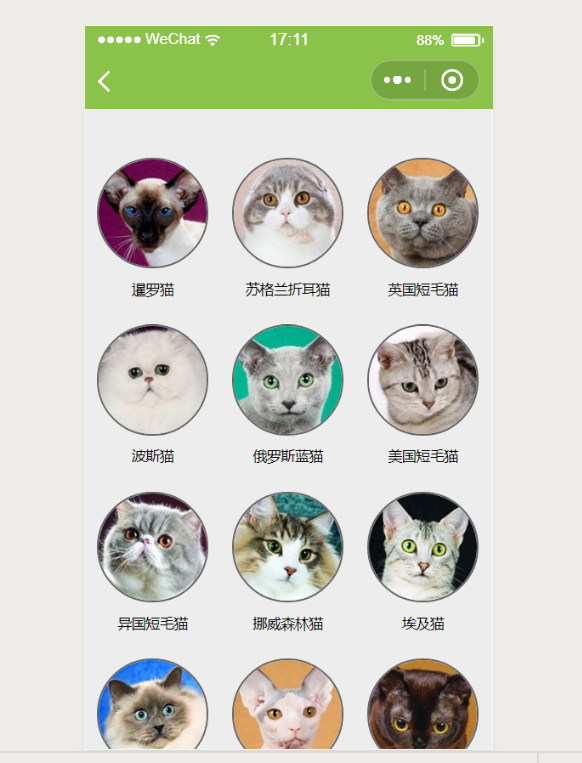 WeChat 17:11 88%
暹罗猫 苏格兰折耳猫 英国短毛猫
波斯猫 俄罗斯蓝猫 美国短毛猫
异国短毛猫 挪威森林猫 埃及猫